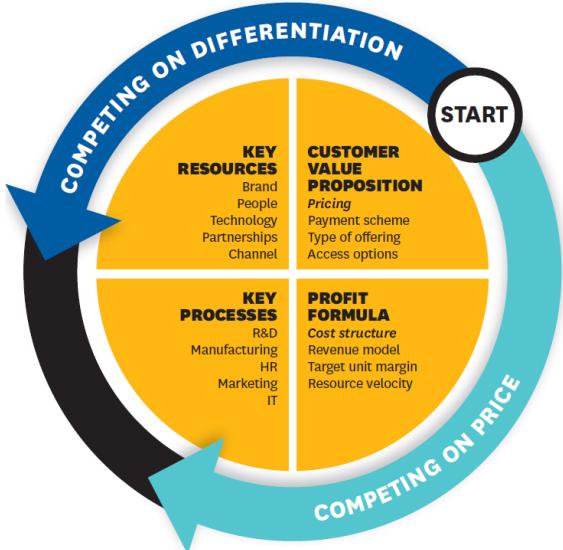 COMPETING ON DIFFERENTIATION
START
KEY
RESOURCES
Brand
People
Technology
Partnerships
Channel
CUSTOMER
VALUE
PROPOSITION
Pricing
Payment scheme
Type of offering
Access options
KEY
PROCESSES
R&D
Manufacturing
HR
Marketing
IT
PROFIT
FORMULA
Cost structure
Revenue model
Target unit margin
Resource velocity
COMPETING ON PRICE